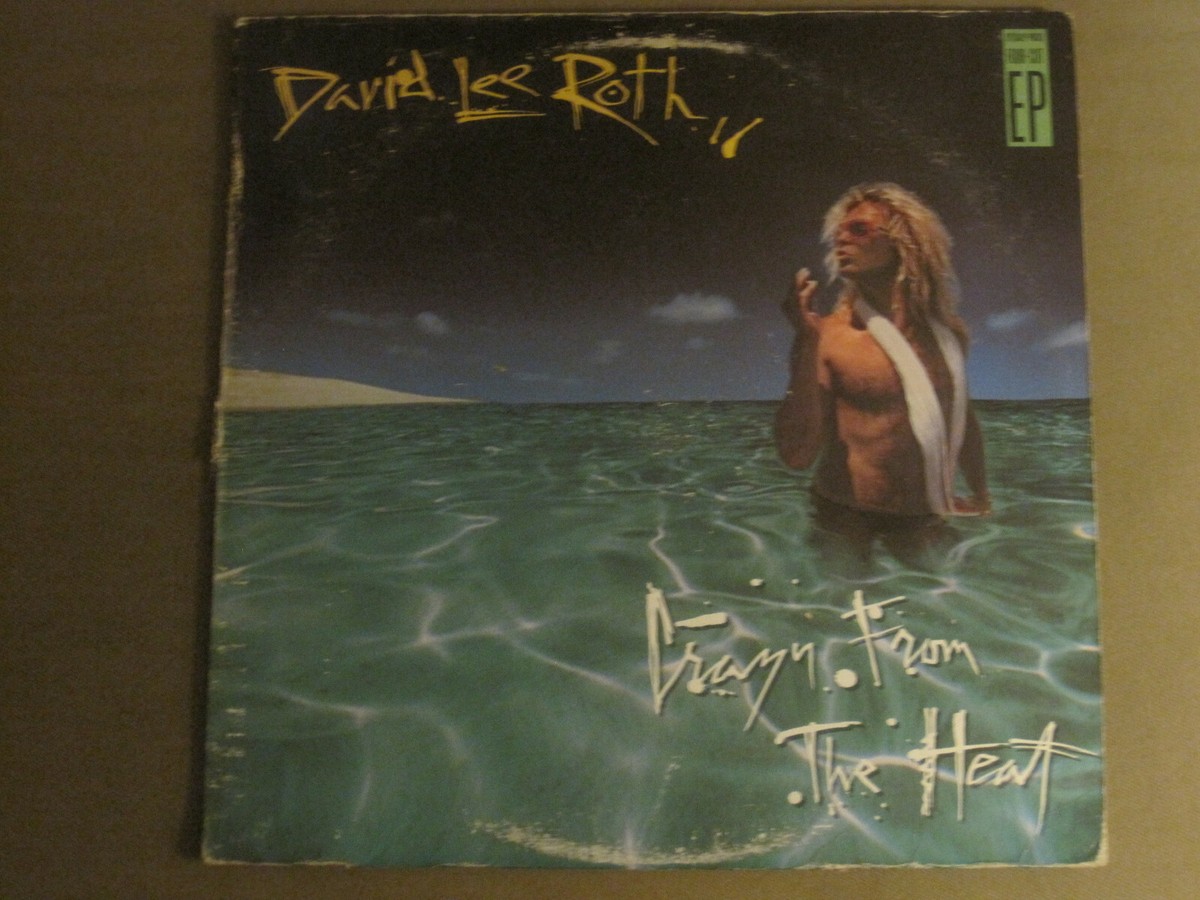 David Lee Roth
EP
Crazy From
The Heat